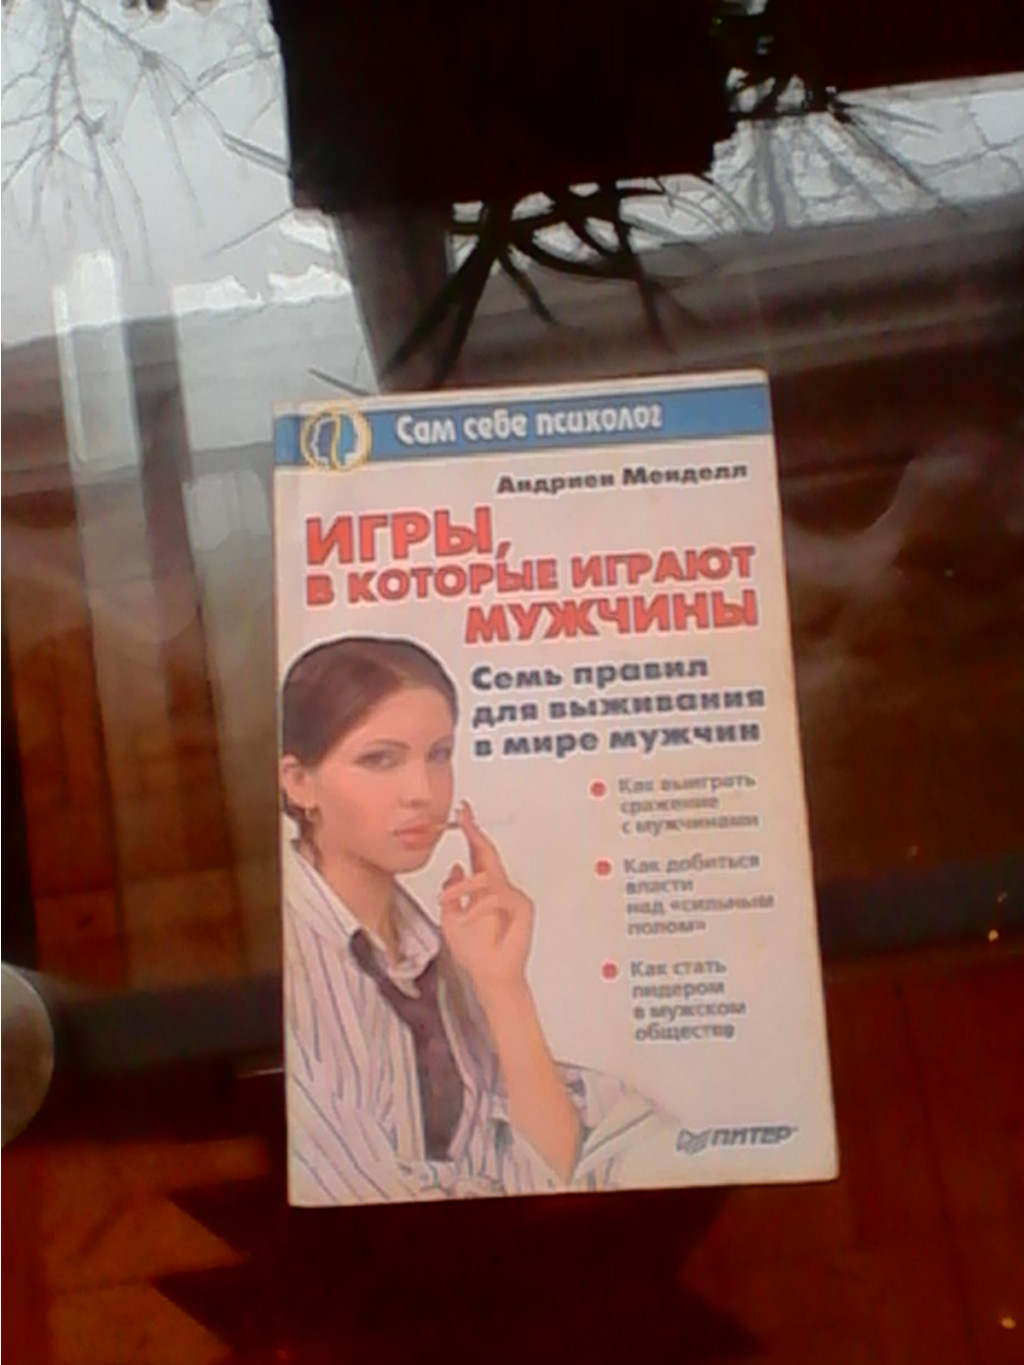 Сам себе психолог
Андриен Менделл
ИГРЫ,
В КОТОРЫЕ ИГРАЮТ
МУЖЧИНЫ
Семь правил
для выживания
в мире мужчин
Как выиграть
сражение
с мужчинами
Как добиться
власти
над «сильным
полом»
Как стать
лидером
в мужском
обществе
ПИТЕР